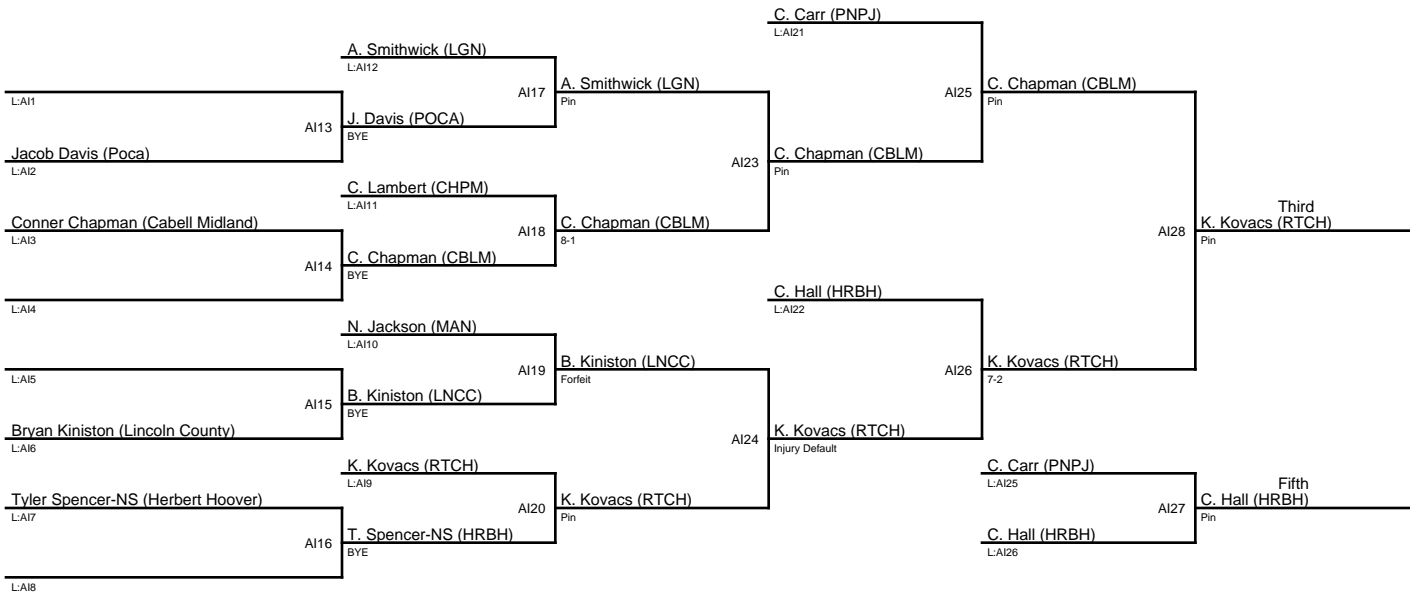 C. Carr (PNPJ)
L:AI21
A. Smithwick (LGN)
L:AI12
L:AI1
AI17
A. Smithwick (LGN)
Pin
AI25
C. Chapman (CBLM)
Pin
AI13
J. Davis (POCA)
BYE
Jacob Davis (Poca)
L:AI2
AI23
C. Chapman (CBLM)
Pin
C. Lambert (CHPM)
L:AI11
Conner Chapman (Cabell Midland)
L:AI3
AI18
C. Chapman (CBLM)
8-1
AI28
Third
K. Kovacs (RTCH)
Pin
AI14
C. Chapman (CBLM)
BYE
L:AI4
C. Hall (HRBH)
L:AI22
N. Jackson (MAN)
L:AI10
L:AI5
AI19
B. Kiniston (LNCC)
Forfeit
AI26
K. Kovacs (RTCH)
7-2
AI15
B. Kiniston (LNCC)
BYE
Bryan Kiniston (Lincoln County)
L:AI6
AI24
K. Kovacs (RTCH)
Injury Default
K. Kovacs (RTCH)
L:AI9
C. Carr (PNPJ)
L:AI25
Tyler Spencer-NS (Herbert Hoover)
L:AI7
AI20
K. Kovacs (RTCH)
Pin
AI27
Fifth
C. Hall (HRBH)
Pin
AI16
T. Spencer-NS (HRBH)
BYE
C. Hall (HRBH)
L:AI26
L:AI8